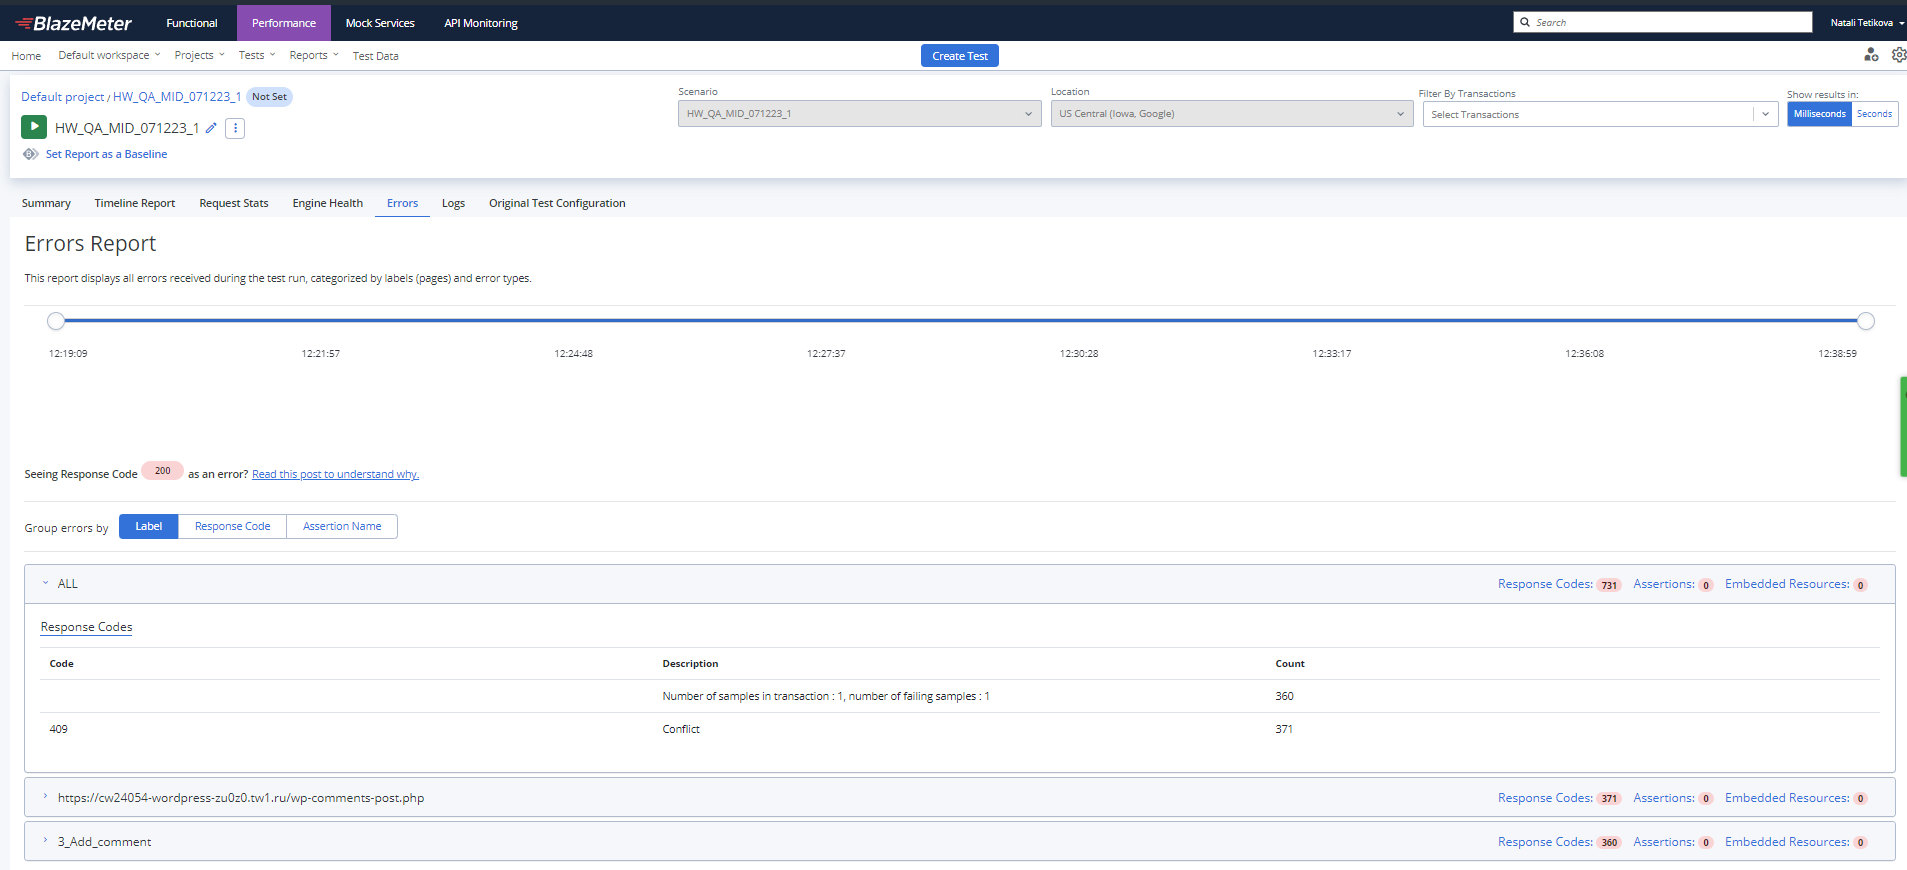 BlazeMeter Functional Performance Mock Services API Monitoring Search Natali Tetikova
Home Default workspace Projects Tests Reports Test Data Create Test
Default project / HW_QA_MID_071223_1 Not Set
HW_QA_MID_071223_1
Set Report as a Baseline
Scenario
HW_QA_MID_071223_1
Location
US Central (Iowa, Google)
Filter By Transactions
Select Transactions
Show results in:
Milliseconds Seconds
Summary Timeline Report Request Stats Engine Health Errors Logs Original Test Configuration
Errors Report
This report displays all errors received during the test run, categorized by labels (pages) and error types.
12:19:09 12:21:57 12:24:48 12:27:37 12:30:28 12:33:17 12:36:08 12:38:59
Seeing Response Code 200 as an error? Read this post to understand why.
Group errors by Label Response Code Assertion Name
ALL Response Codes: 731 Assertions: 0 Embedded Resources: 0
Response Codes
Code Description Count
Number of samples in transaction : 1, number of failing samples : 1 360
409 Conflict 371
https://cw24054-wordpress-zu0z0.tw1.ru/wp-comments-post.php Response Codes: 371 Assertions: 0 Embedded Resources: 0
3_Add_comment Response Codes: 360 Assertions: 0 Embedded Resources: 0